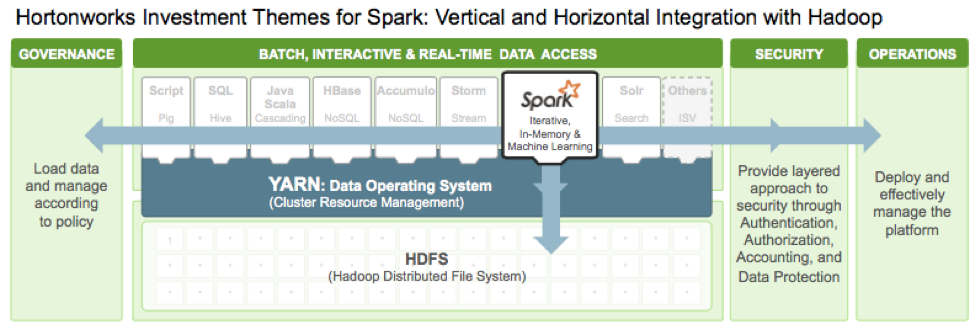 Hortonworks Investment Themes for Spark: Vertical and Horizontal Integration with Hadoop
GOVERNANCE
BATCH, INTERACTIVE & REAL-TIME DATA ACCESS
SECURITY
OPERATIONS
Script
Pig
SQL
Hive
Java
Scala
Cascading
HBase
NoSQL
Accumulo
NoSQL
Storm
Stream
Spark
Iterative,
In-Memory &
Machine Learning
Solr
Search
Others
ISV
Load data
and manage
according
to policy
YARN: Data Operating System
(Cluster Resource Management)
Provide layered
approach to
security through
Authentication,
Authorization,
Accounting, and
Data Protection
Deploy and
effectively
manage the
platform
1
HDFS
(Hadoop Distributed File System)